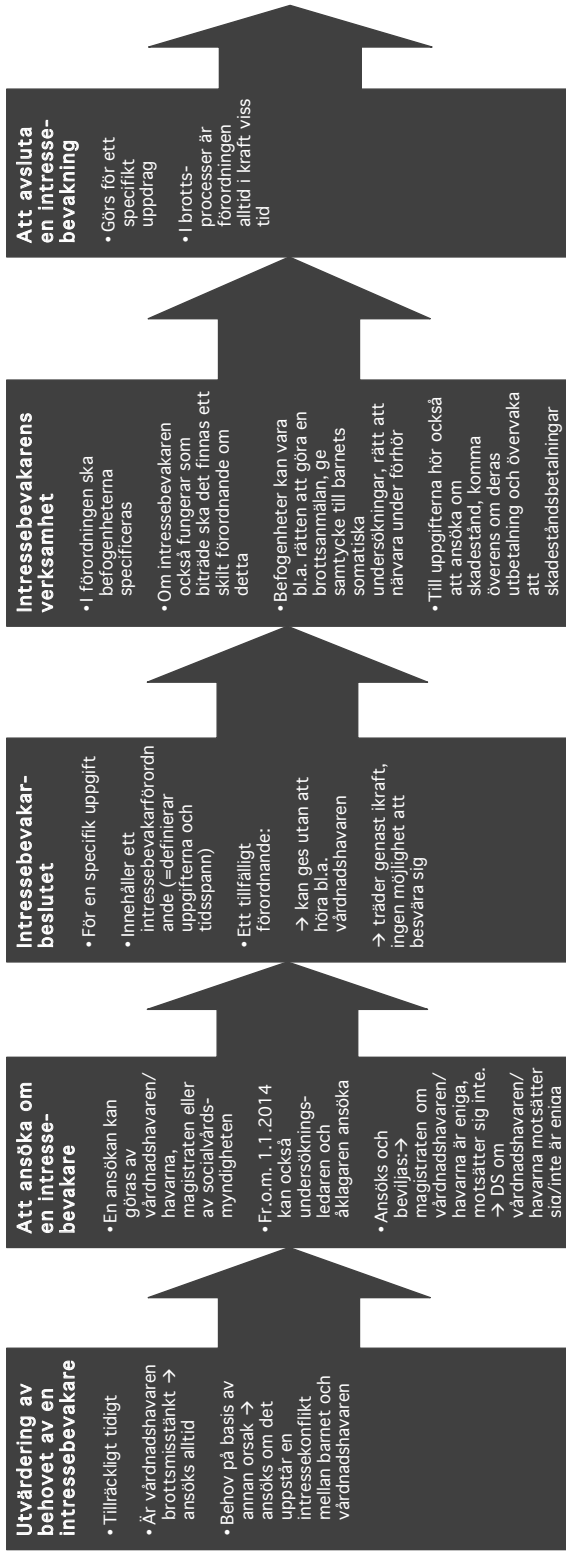 Utvärdering av
behovet av en
intressebevakare
• Tillräckligt tidigt
• Är vårdnadshavaren
brottsmisstänkt →
ansöks alltid
• Behov på basis av
annan orsak →
ansöks om det
uppstår en
intressekonflikt
mellan barnet och
vårdnadshavaren
Att ansöka om
en intresse-
bevakare
• En ansökan kan
göras av
vårdnadshavaren/
havarna,
magistraten eller
av socialvårds-
myndigheten
• Fr.o.m. 1.1.2014
kan också
undersöknings-
ledaren och
åklagaren ansöka
• Ansöks och
beviljas:→
magistraten om
vårdnadshavaren/
havarna är eniga,
motsätter sig inte.
→ DS om
vårdnadshavaren/
havarna motsätter
sig/inte är eniga
Intressebevakar-
beslutet
• För en specifik uppgift
• Innehåller ett
intressebevakarförordn
ande (=definierar
uppgifterna och
tidsspann)
• Ett tillfälligt
förordnande:
→ kan ges utan att
höra bl.a.
vårdnadshavaren
→ träder genast ikraft,
ingen möjlighet att
besvära sig
Intressebevakarens
verksamhet
• I förordningen ska
befogenheterna
specificeras
• Om intressebevakaren
också fungerar som
biträde ska det finnas ett
skilt förordnande om
detta
• Befogenheter kan vara
bl.a. rätten att göra en
brottsanmälan, ge
samtycke till barnets
somatiska
undersökningar, rätt att
närvara under förhör
• Till uppgifterna hör också
att ansöka om
skadestånd, komma
överens om deras
utbetalning och övervaka
att
skadeståndsbetalningar
Att avsluta
en intresse-
bevakning
• Görs för ett
specifikt
uppdrag
• I brotts-
processer är
förordningen
alltid i kraft viss
tid